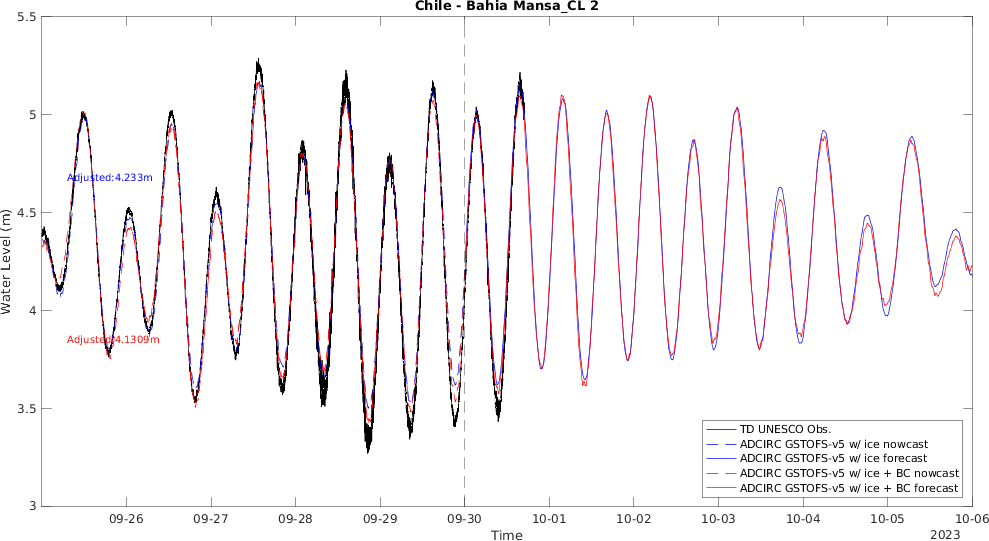 Chile - Bahia Mansa_CL 2
5.5
5
4.5
4
3.5
3
Water Level (m)
Adjusted:4.233m
Adjusted:4.1309m
TD UNESCO Obs.
ADCIRC GSTOFS-v5 w/ ice nowcast
ADCIRC GSTOFS-v5 w/ ice forecast
ADCIRC GSTOFS-v5 w/ ice + BC nowcast
ADCIRC GSTOFS-v5 w/ ice + BC forecast
09-26 09-27 09-28 09-29 09-30 10-01 10-02 10-03 10-04 10-05 10-06
Time
2023